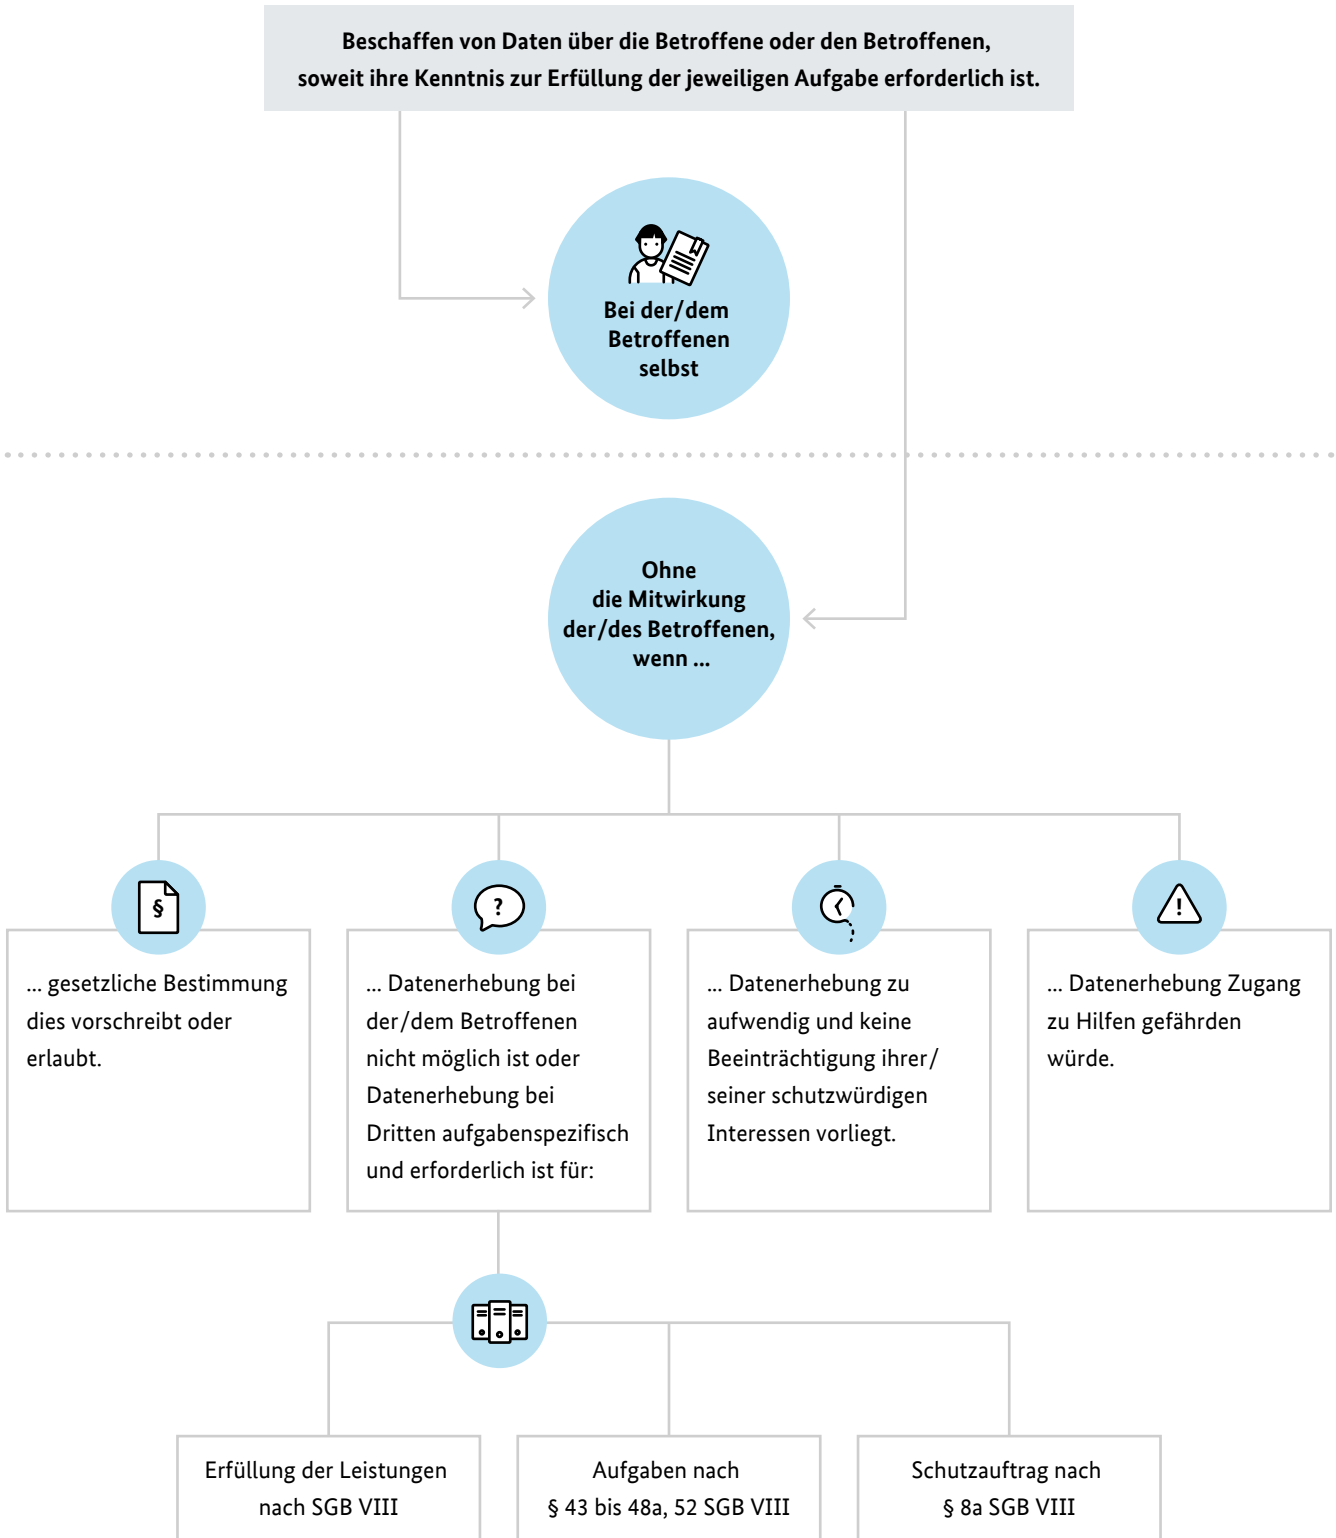 Beschaffen von Daten über die Betroffene oder den Betroffenen,
soweit ihre Kenntnis zur Erfüllung der jeweiligen Aufgabe erforderlich ist.
Bei der/dem
Betroffenen
selbst
Ohne
die Mitwirkung
der/des Betroffenen,
wenn ...
§
... gesetzliche Bestimmung
dies vorschreibt oder
erlaubt.
?
... Datenerhebung bei
der/dem Betroffenen
nicht möglich ist oder
Datenerhebung bei
Dritten aufgabenspezifisch
und erforderlich ist für:
... Datenerhebung zu
aufwendig und keine
Beeinträchtigung ihrer/
seiner schutzwürdigen
Interessen vorliegt.
!
... Datenerhebung Zugang
zu Hilfen gefährden
würde.
Erfüllung der Leistungen
nach SGB VIII
Aufgaben nach
§ 43 bis 48a, 52 SGB VIII
Schutzauftrag nach
§ 8a SGB VIII